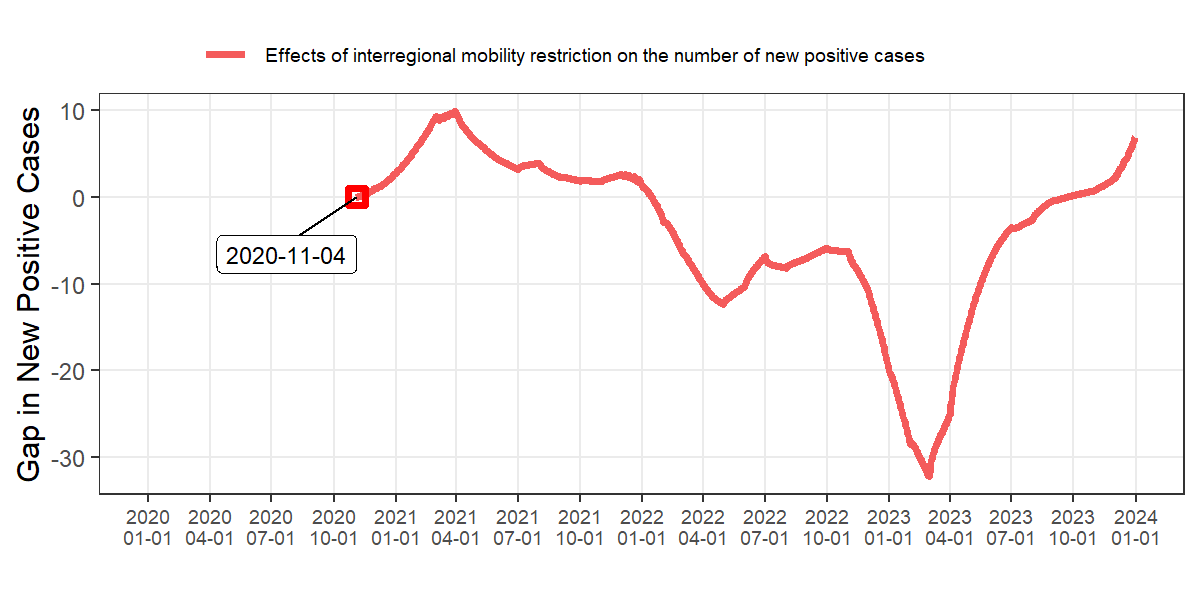 Effects of interregional mobility restriction on the number of new positive cases
Gap in New Positive Cases
10
0
-10
-20
-30
2020-11-04
2020 2020 2020 2020 2021 2021 2021 2021 2022 2022 2022 2022 2023 2023 2023 2023 2024
01-01 04-01 07-01 10-01 01-01 04-01 07-01 10-01 01-01 04-01 07-01 10-01 01-01 04-01 07-01 10-01 01-01